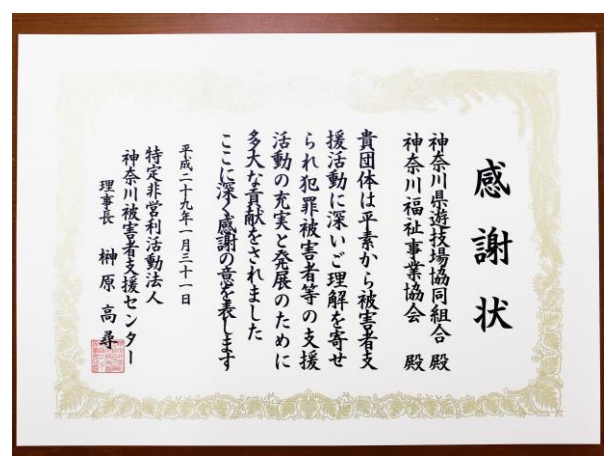 感謝状
神奈川県遊技場協同組合 殿
神奈川福祉事業協会 殿
貴団体は平素から被害者支
援活動に深いご理解を寄せ
られ犯罪被害者等の支援
活動の充実と発展のために
多大な貢献をされました
ここに深く感謝の意を表します
平成二十九年一月三十一日
特定非営利活動法人
神奈川被害者支援センター
理事長 榊原高尋